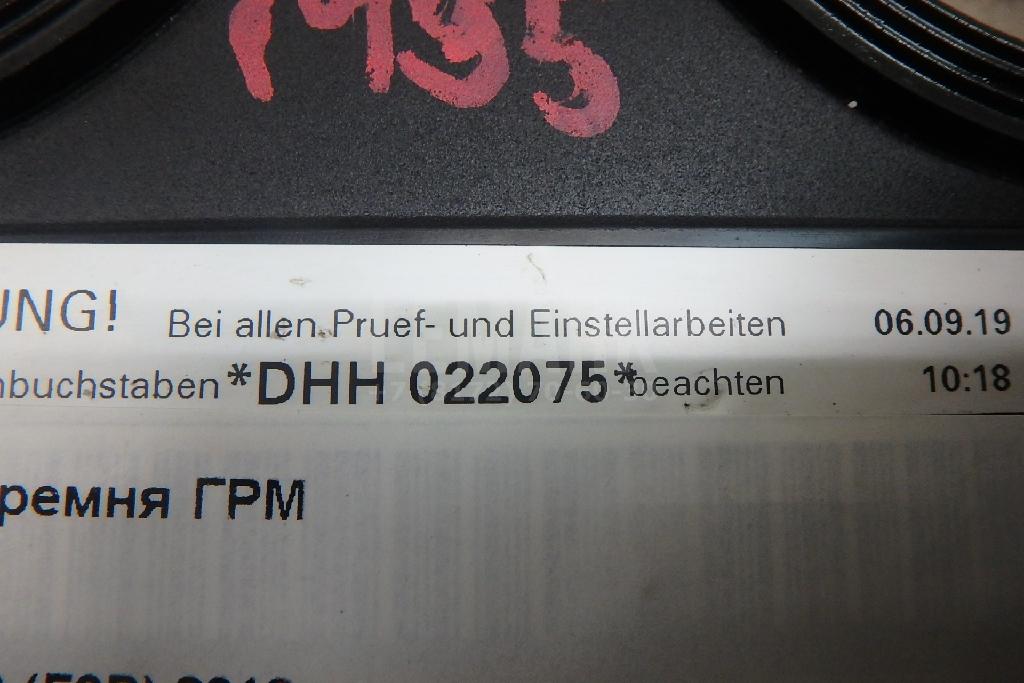 UNG! Bei allen Pruef- und Einstellarbeiten 06.09.19
nbuchstaben *DHH 022075* beachten 10:18
ремня ГРМ